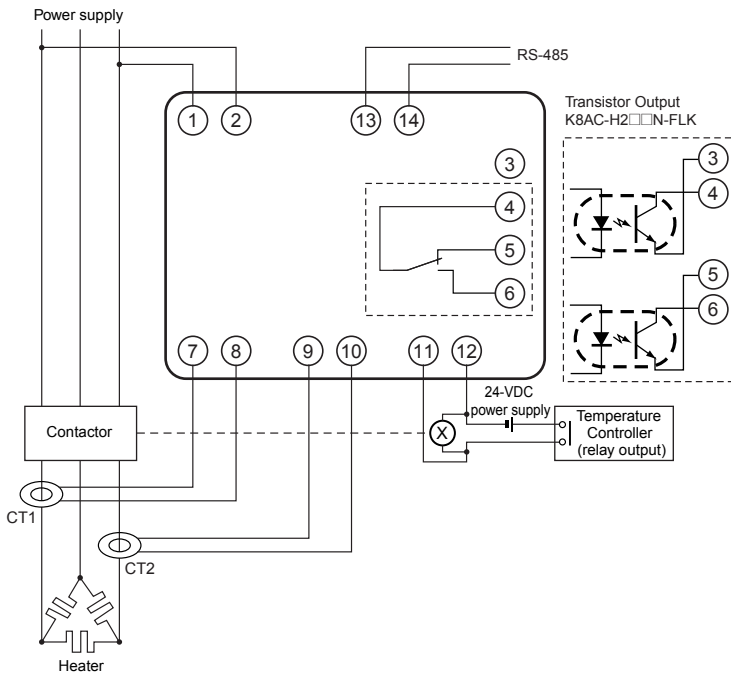 Power supply
RS-485
1
2
13
14
Transistor Output
K8AC-H2□□N-FLK
3
4
5
6
3
4
5
6
7
8
9
10
11
12
24-VDC
power supply
Contactor
X
Temperature
Controller
(relay output)
CT1
CT2
Heater